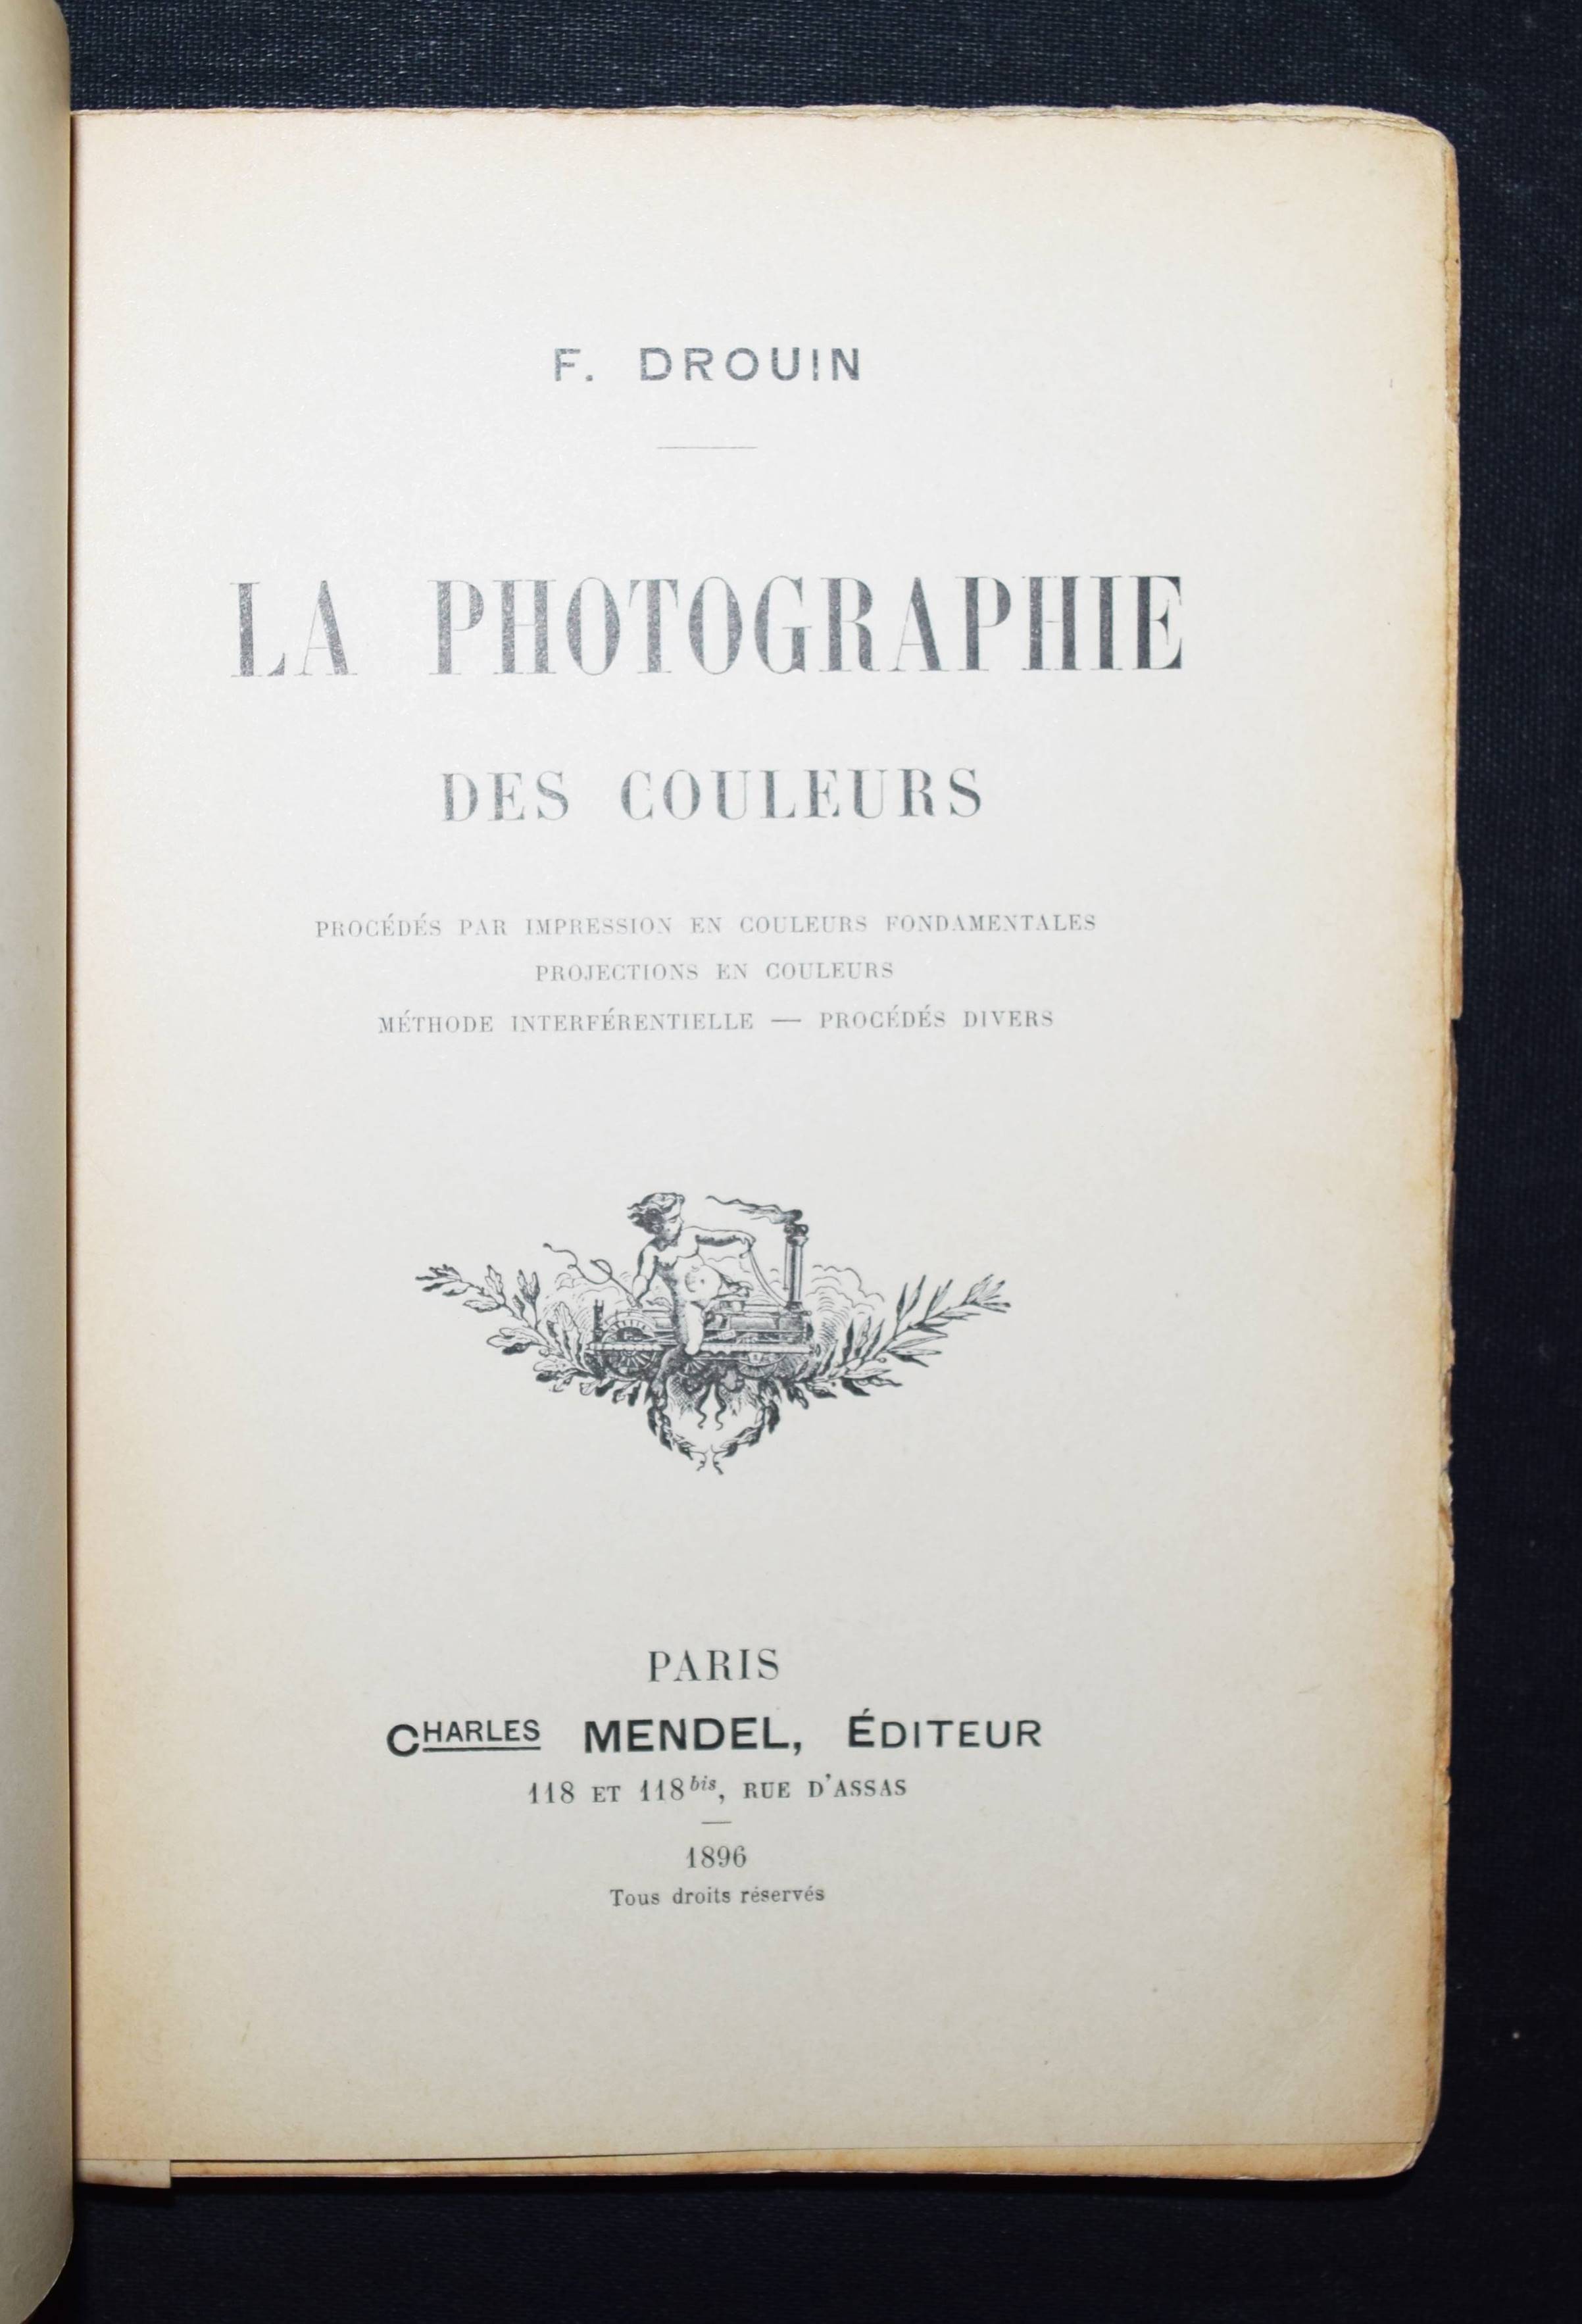 F. DROUIN
LA PHOTOGRAPHIE
DES COULEURS
PROCÉDÉS PAR IMPRESSION EN COULEURS FONDAMENTALES
PROJECTIONS EN COULEURS
MÉTHODE INTERFÉRENTIELLE — PROCÉDÉS DIVERS
PARIS
CHARLES MENDEL, ÉDITEUR
118 ET 118bis, RUE D'ASSAS
1896
Tous droits réservés